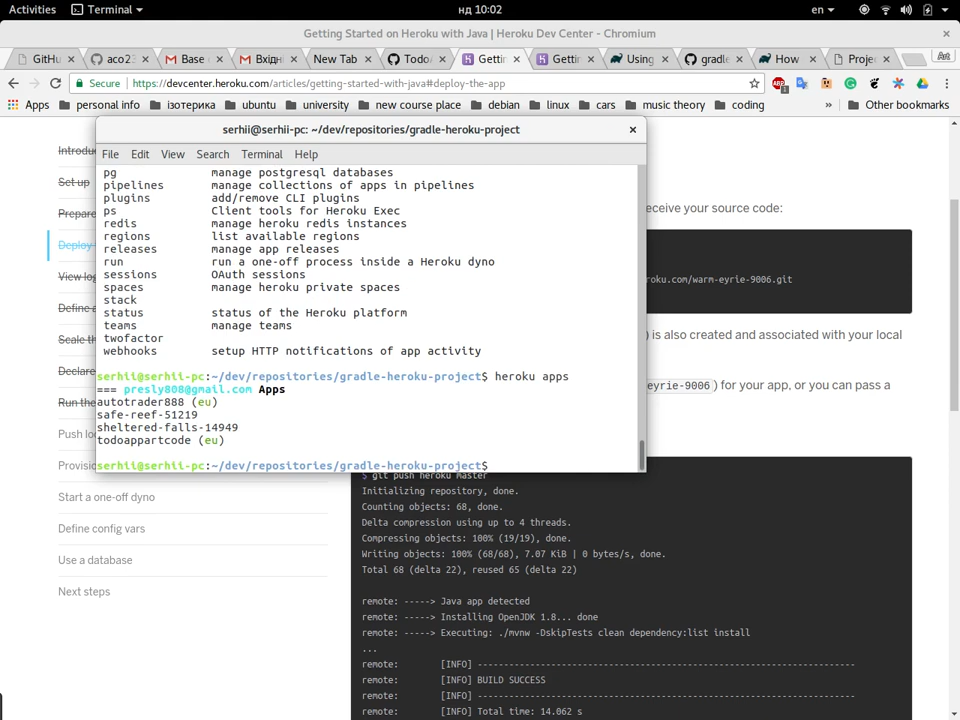 Activities
Terminal
нд 10:02
en
Getting Started on Heroku with Java | Heroku Dev Center - Chromium
GitHu
aco23
Base
Вхідні
New Tab
Todo
Getting
Getting
Using
gradle
How
Projec
Art
Secure
https://devcenter.heroku.com/articles/getting-started-with-java#deploy-the-app
Apps
personal info
ізотерика
ubuntu
university
new course place
debian
linux
cars
music theory
coding
»
Other bookmarks
serhii@serhii-pc: ~/dev/repositories/gradle-heroku-project
File Edit View Search Terminal Help
pg manage postgresql databases
pipelines manage collections of apps in pipelines
plugins add/remove CLI plugins
ps Client tools for Heroku Exec
redis manage heroku redis instances
regions list available regions
releases manage app releases
run run a one-off process inside a Heroku dyno
sessions OAuth sessions
spaces manage heroku private spaces
stack
status status of the Heroku platform
teams manage teams
twofactor
webhooks setup HTTP notifications of app activity
serhii@serhii-pc:~/dev/repositories/gradle-heroku-project$ heroku apps
=== presly808@gmail.com Apps
autotrader888 (eu)
safe-reef-51219
sheltered-falls-14949
todoappartcode (eu)
serhii@serhii-pc:~/dev/repositories/gradle-heroku-project$
Introdu
Set up
Prepare
Deploy
View log
Define a
Scale th
Declare
Run the
Push loc
Provisio
Start a one-off dyno
Define config vars
Use a database
Next steps
eceive your source code:
roku.com/warm-eyrie-9006.git
) is also created and associated with your local
eyrie-9006 ) for your app, or you can pass a
$ git push heroku master
Initializing repository, done.
Counting objects: 68, done.
Delta compression using up to 4 threads.
Compressing objects: 100% (19/19), done.
Writing objects: 100% (68/68), 7.07 KiB | 0 bytes/s, done.
Total 68 (delta 22), reused 65 (delta 22)
remote: -----> Java app detected
remote: -----> Installing OpenJDK 1.8... done
remote: -----> Executing: ./mvnw -DskipTests clean dependency:list install
...
remote: [INFO] ------------------------------------------------------------------------
remote: [INFO] BUILD SUCCESS
remote: [INFO] ------------------------------------------------------------------------
remote: [INFO] Total time: 14.062 s